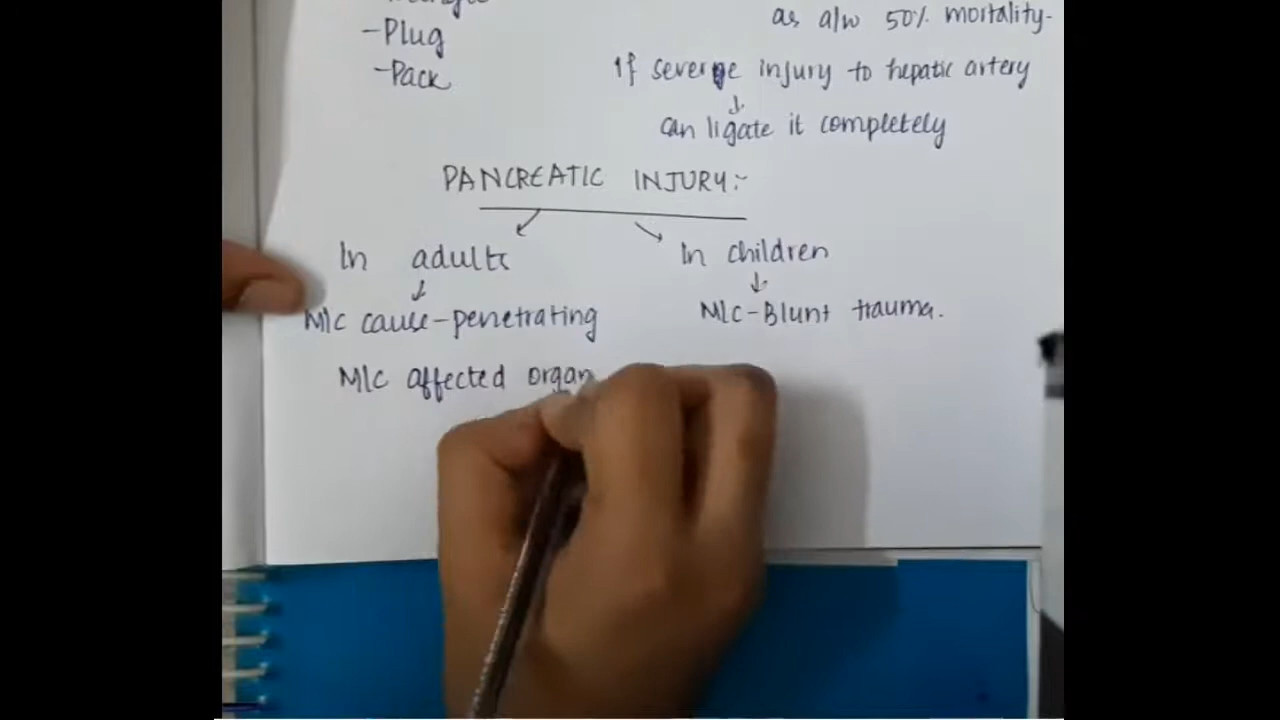 -Plug
-Pack
as a/w 50% mortality-
If severe injury to hepatic artery
↓
can ligate it completely
PANCREATIC INJURY:-
In adults
↓
M/c cause-penetrating
In children
↓
M/c-Blunt trauma.
M/c affected organ